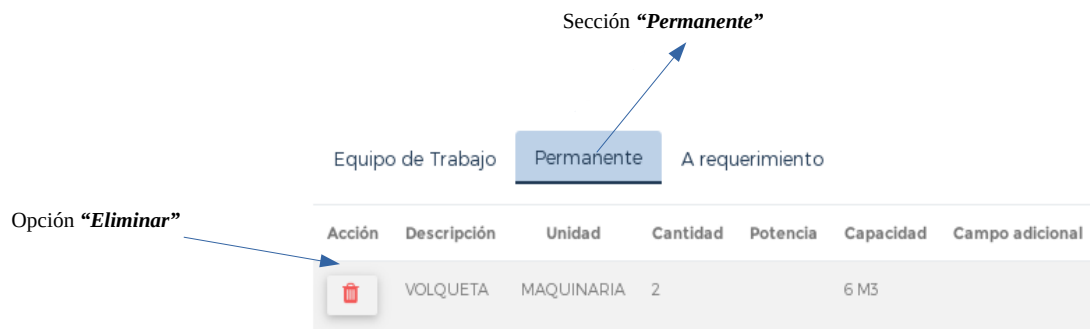 Sección “Permanente”
Equipo de Trabajo Permanente A requerimiento
Opción “Eliminar”
Acción Descripción Unidad Cantidad Potencia Capacidad Campo adicional
VOLQUETA MAQUINARIA 2 6 M3